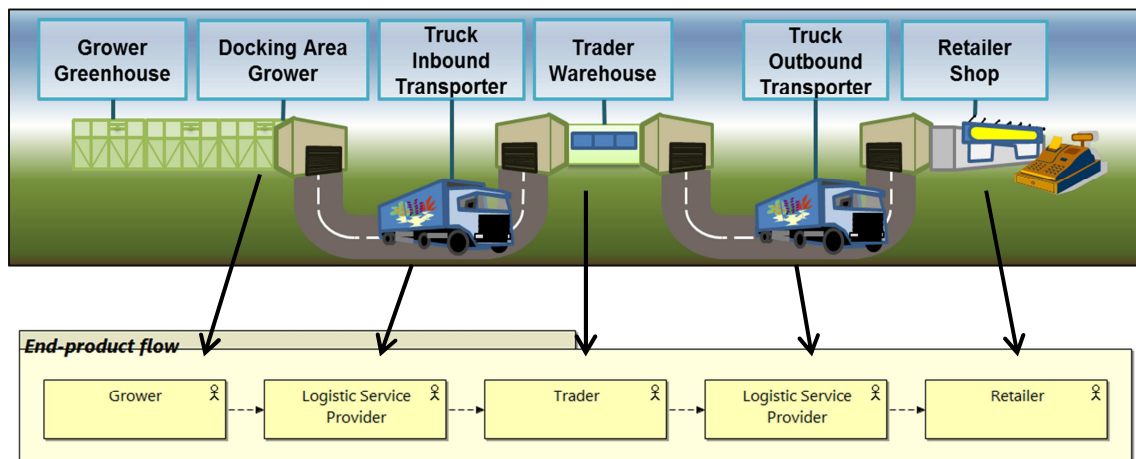 Grower
Greenhouse
Docking Area
Grower
Truck
Inbound
Transporter
Trader
Warehouse
Truck
Outbound
Transporter
Retailer
Shop
End-product flow
Grower
Logistic Service
Provider
Trader
Logistic Service
Provider
Retailer